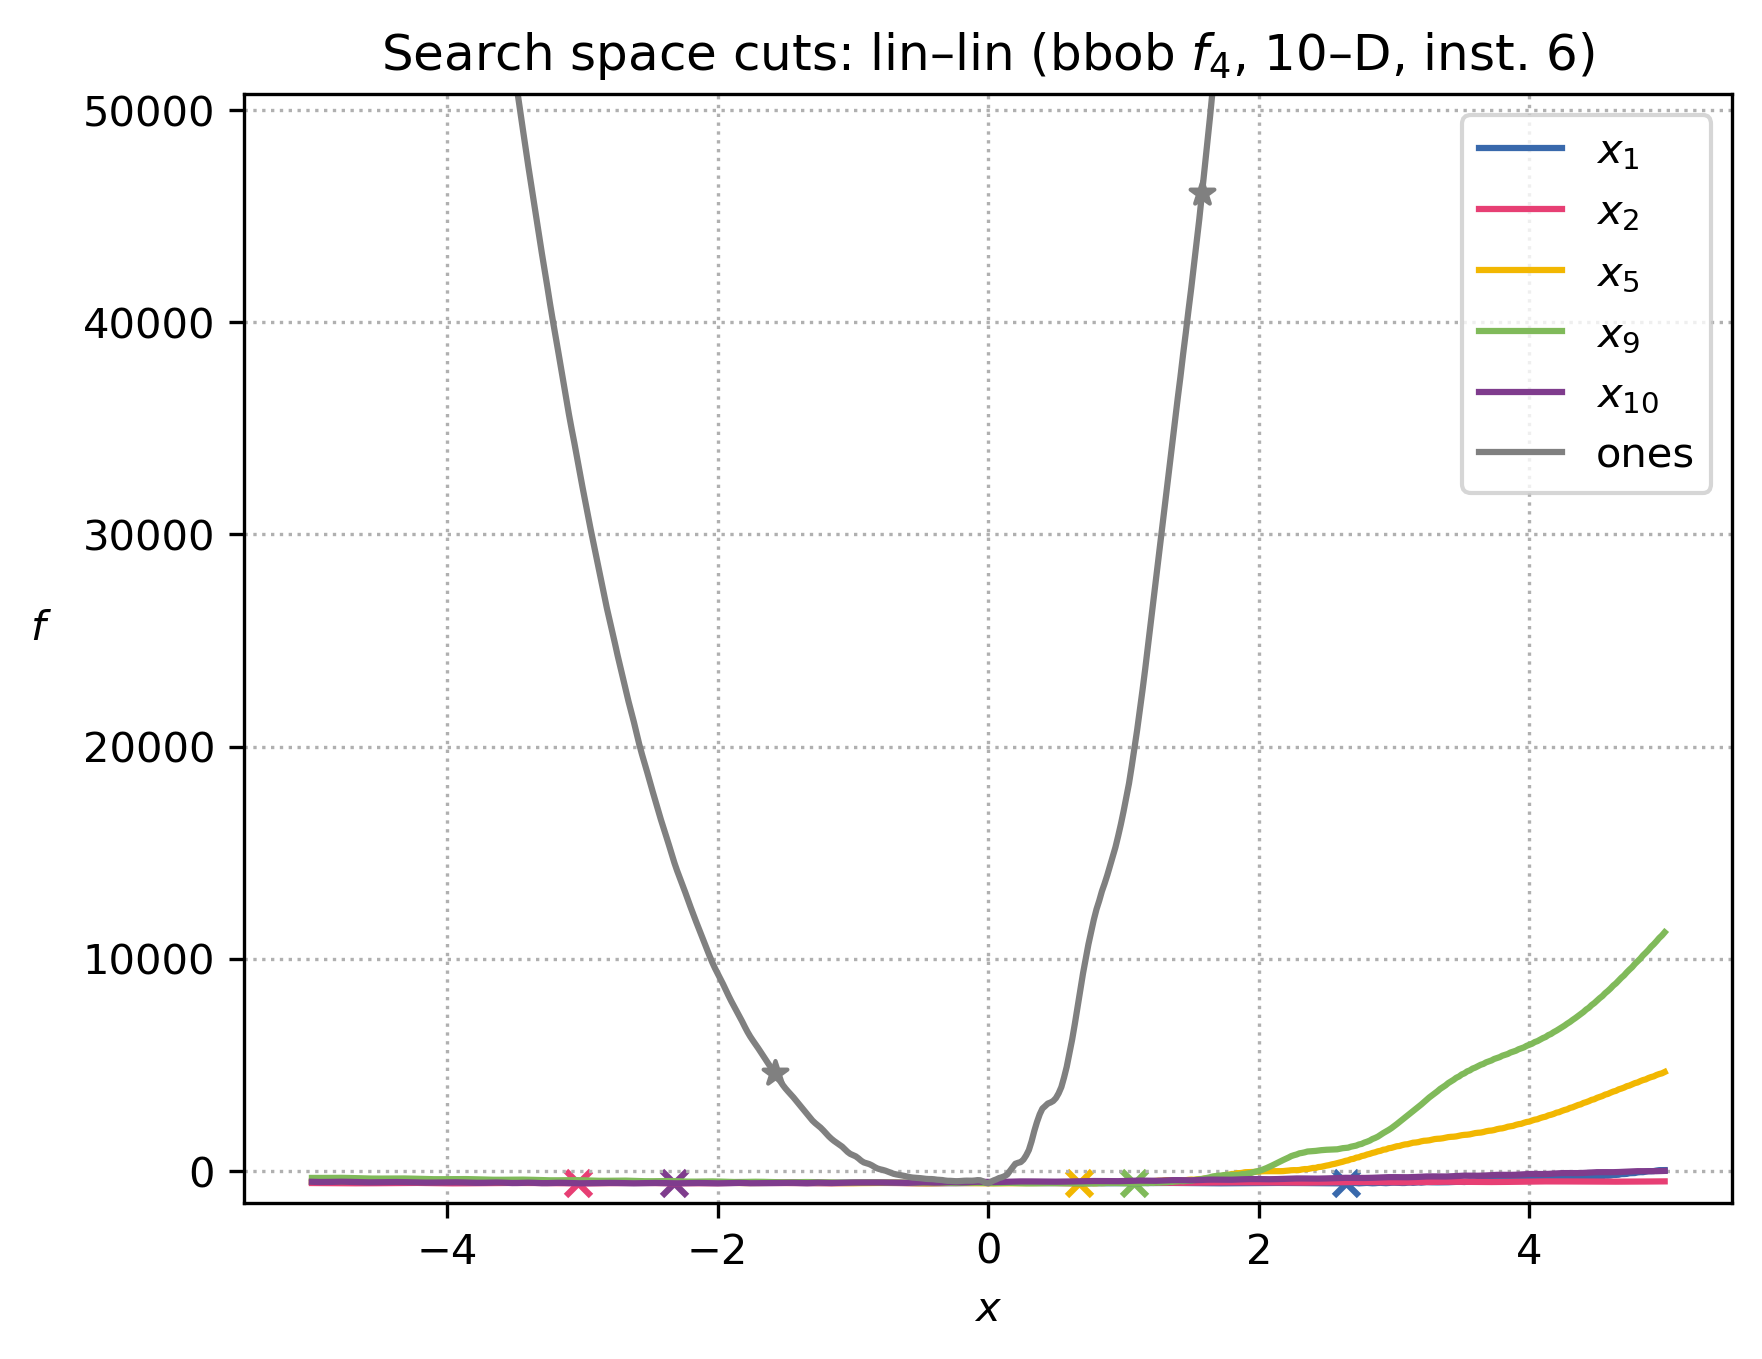 Search space cuts: lin–lin (bbob f₄, 10–D, inst. 6)
50000
40000
30000
20000
10000
0
f
−4
−2
0
2
4
x
x₁
x₂
x₅
x₉
x₁₀
ones